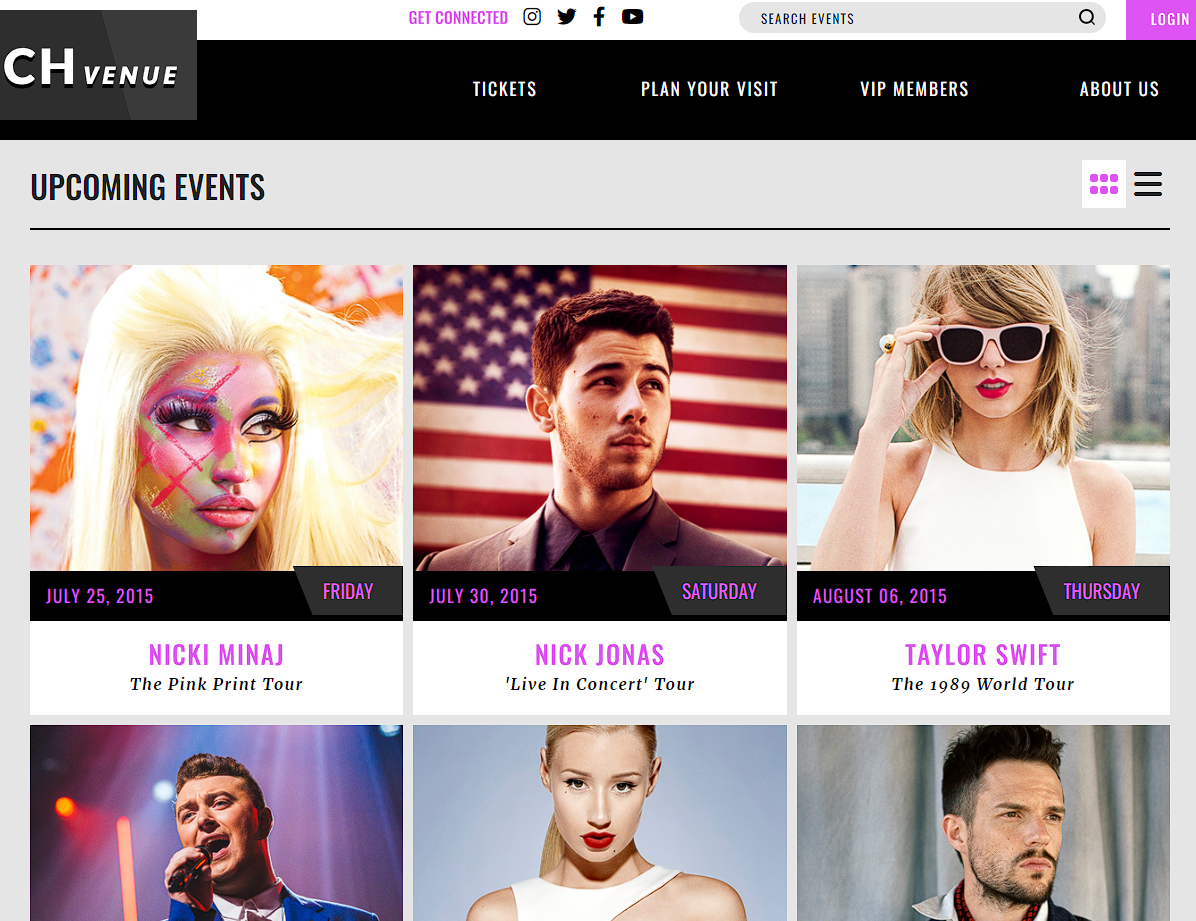 GET CONNECTED
SEARCH EVENTS
LOGIN
CH VENUE
TICKETS
PLAN YOUR VISIT
VIP MEMBERS
ABOUT US
UPCOMING EVENTS
JULY 25, 2015
FRIDAY
JULY 30, 2015
SATURDAY
AUGUST 06, 2015
THURSDAY
NICKI MINAJ
The Pink Print Tour
NICK JONAS
'Live In Concert' Tour
TAYLOR SWIFT
The 1989 World Tour